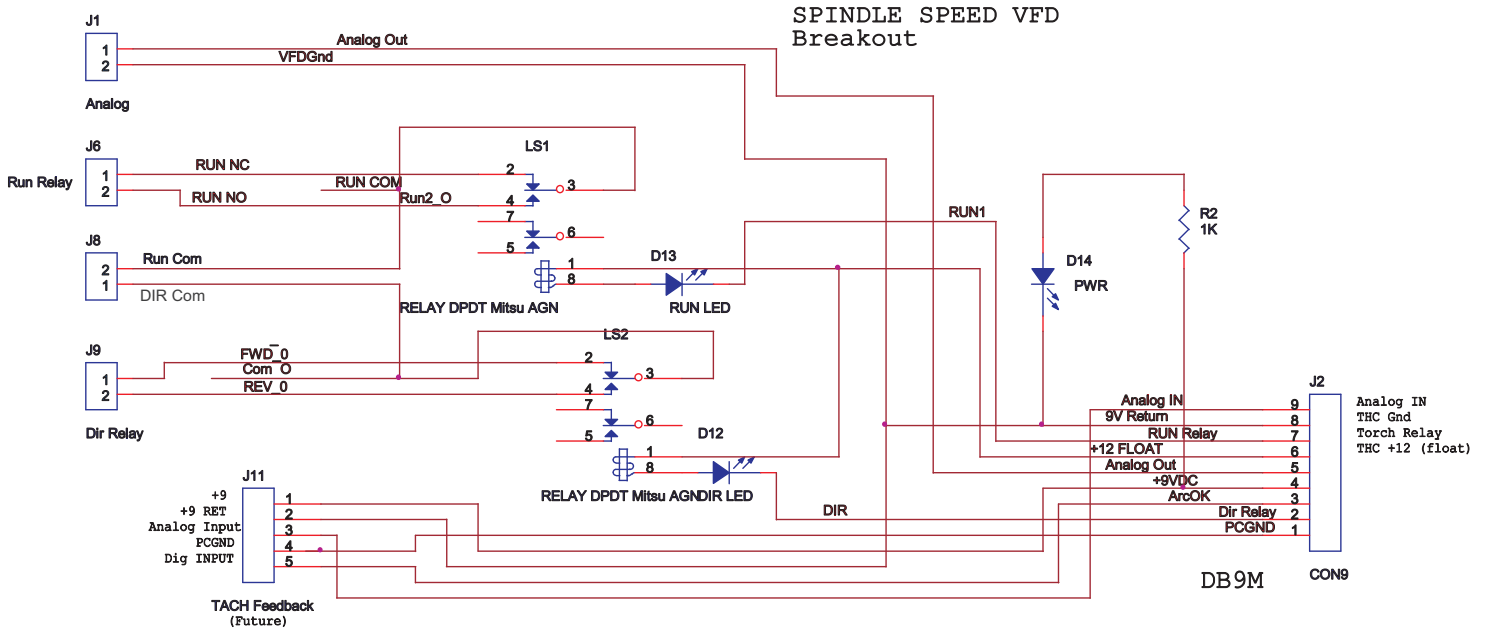 SPINDLE SPEED VFD
Breakout
J1
1
2
Analog
Analog Out
VFDGnd
J6
1
2
Run Relay
RUN NC
RUN COM
RUN NO
Run2_O
LS1
2
3
4
7
6
5
1
8
RELAY DPDT Mitsu AGN
D13
RUN LED
RUN1
J8
2
1
Run Com
DIR Com
D14
PWR
R2
1K
J9
1
2
Dir Relay
_
FWD_0
Com_O
REV_0
LS2
2
3
4
7
6
5
1
8
RELAY DPDT Mitsu AGN
D12
DIR LED
DIR
J11
+9
+9 RET
Analog Input
PCGND
Dig INPUT
1
2
3
4
5
TACH Feedback
(Future)
Analog IN
9V Return
RUN Relay
+12 FLOAT
Analog Out
+9VDC
ArcOK
Dir Relay
PCGND
J2
9
8
7
6
5
4
3
2
1
Analog IN
THC Gnd
Torch Relay
THC +12 (float)
DB9M
CON9